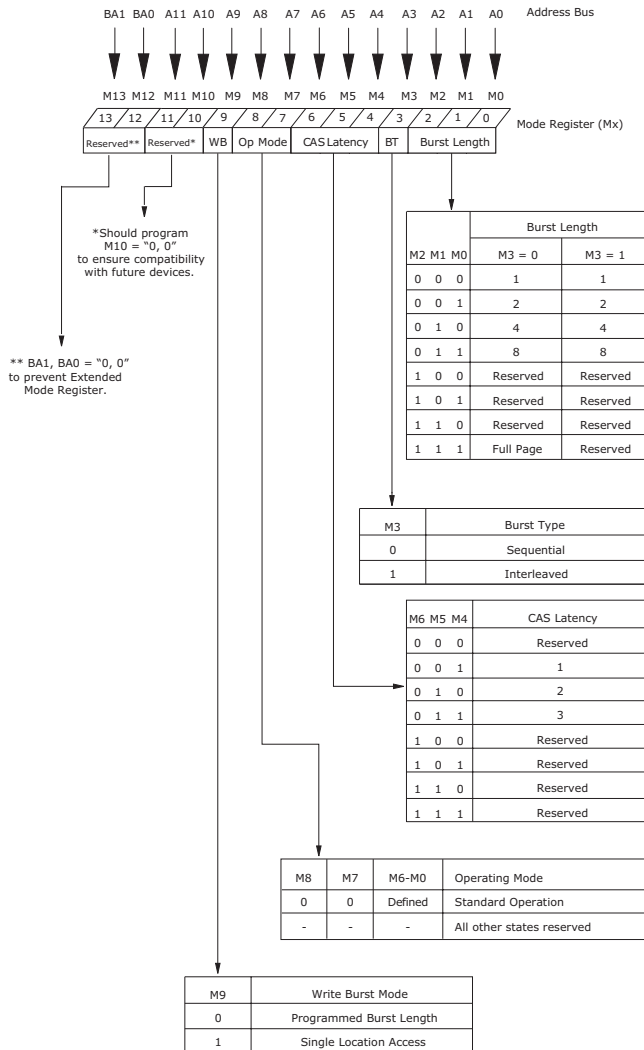 BA1 BA0 A11 A10 A9 A8 A7 A6 A5 A4 A3 A2 A1 A0 Address Bus
M13 M12 M11 M10 M9 M8 M7 M6 M5 M4 M3 M2 M1 M0
13 12 11 10 9 8 7 6 5 4 3 2 1 0 Mode Register (Mx)
Reserved** Reserved* WB Op Mode CAS Latency BT Burst Length
*Should program
M10 = “0, 0”
to ensure compatibility
with future devices.
** BA1, BA0 = “0, 0”
to prevent Extended
Mode Register.
Burst Length
M2 M1 M0 M3 = 0 M3 = 1
0 0 0 1 1
0 0 1 2 2
0 1 0 4 4
0 1 1 8 8
1 0 0 Reserved Reserved
1 0 1 Reserved Reserved
1 1 0 Reserved Reserved
1 1 1 Full Page Reserved
M3 Burst Type
0 Sequential
1 Interleaved
M6 M5 M4 CAS Latency
0 0 0 Reserved
0 0 1 1
0 1 0 2
0 1 1 3
1 0 0 Reserved
1 0 1 Reserved
1 1 0 Reserved
1 1 1 Reserved
M8 M7 M6-M0 Operating Mode
0 0 Defined Standard Operation
- - - All other states reserved
M9 Write Burst Mode
0 Programmed Burst Length
1 Single Location Access